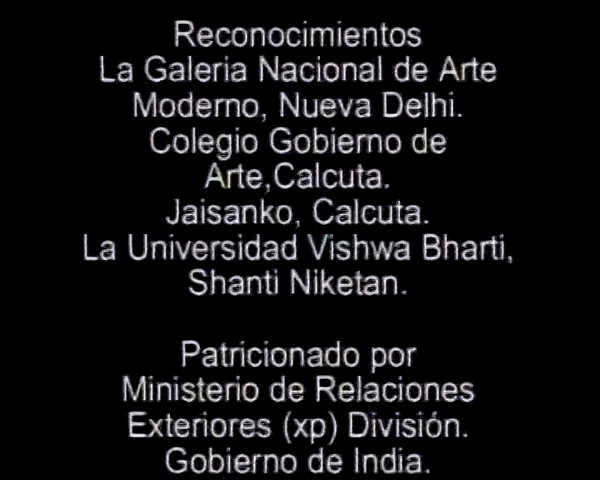 Reconocimientos
La Galeria Nacional de Arte
Moderno, Nueva Delhi.
Colegio Gobierno de
Arte,Calcuta.
Jaisanko, Calcuta.
La Universidad Vishwa Bharti,
Shanti Niketan.
Patricionado por
Ministerio de Relaciones
Exteriores (xp) División.
Gobierno de India.